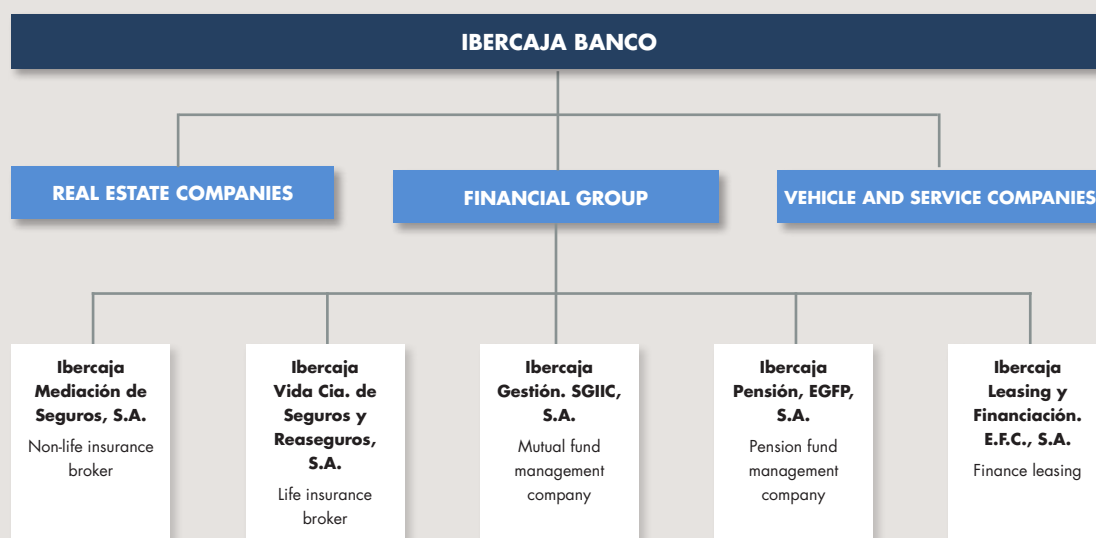 IBERCAJA BANCO
REAL ESTATE COMPANIES
FINANCIAL GROUP
VEHICLE AND SERVICE COMPANIES
Ibercaja
Mediación de
Seguros, S.A.
Non-life insurance
broker
Ibercaja
Vida Cia. de
Seguros y
Reaseguros,
S.A.
Life insurance
broker
Ibercaja
Gestión. SGIIC,
S.A.
Mutual fund
management
company
Ibercaja
Pensión, EGFP,
S.A.
Pension fund
management
company
Ibercaja
Leasing y
Financiación.
E.F.C., S.A.
Finance leasing